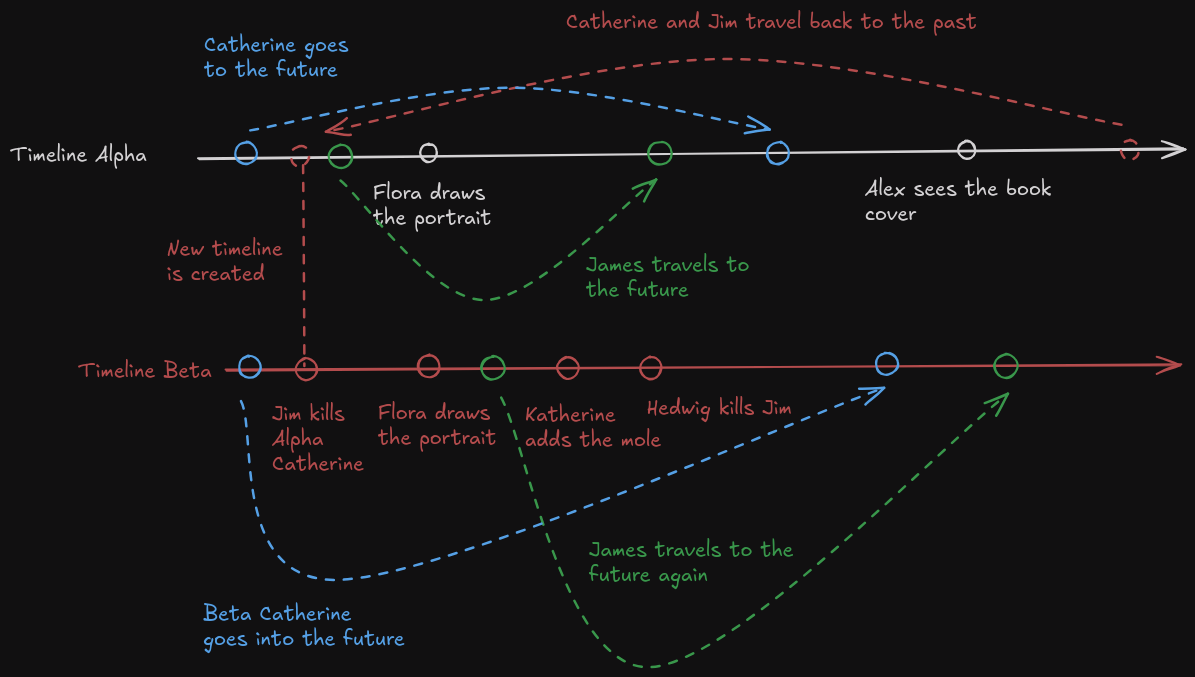 Catherine and Jim travel back to the past
Catherine goes
to the future
Timeline Alpha
Flora draws
the portrait
Alex sees the book
cover
New timeline
is created
James travels to
the future
Timeline Beta
Jim kills
Alpha
Catherine
Flora draws
the portrait
Katherine
adds the mole
Hedwig kills Jim
James travels to the
future again
Beta Catherine
goes into the future